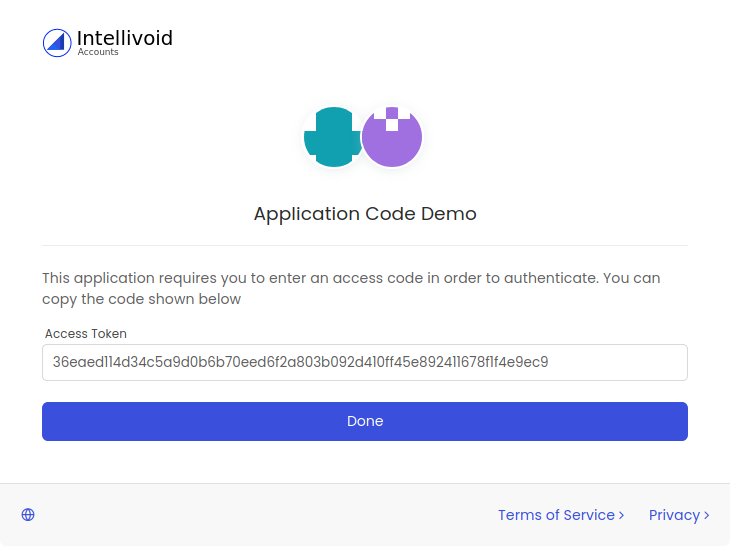 Intellivoid
Accounts
Application Code Demo
This application requires you to enter an access code in order to authenticate. You can
copy the code shown below
Access Token
36eaed114d34c5a9d0b6b70eed6f2a803b092d410ff45e892411678f1f4e9ec9
Done
Terms of Service
Privacy